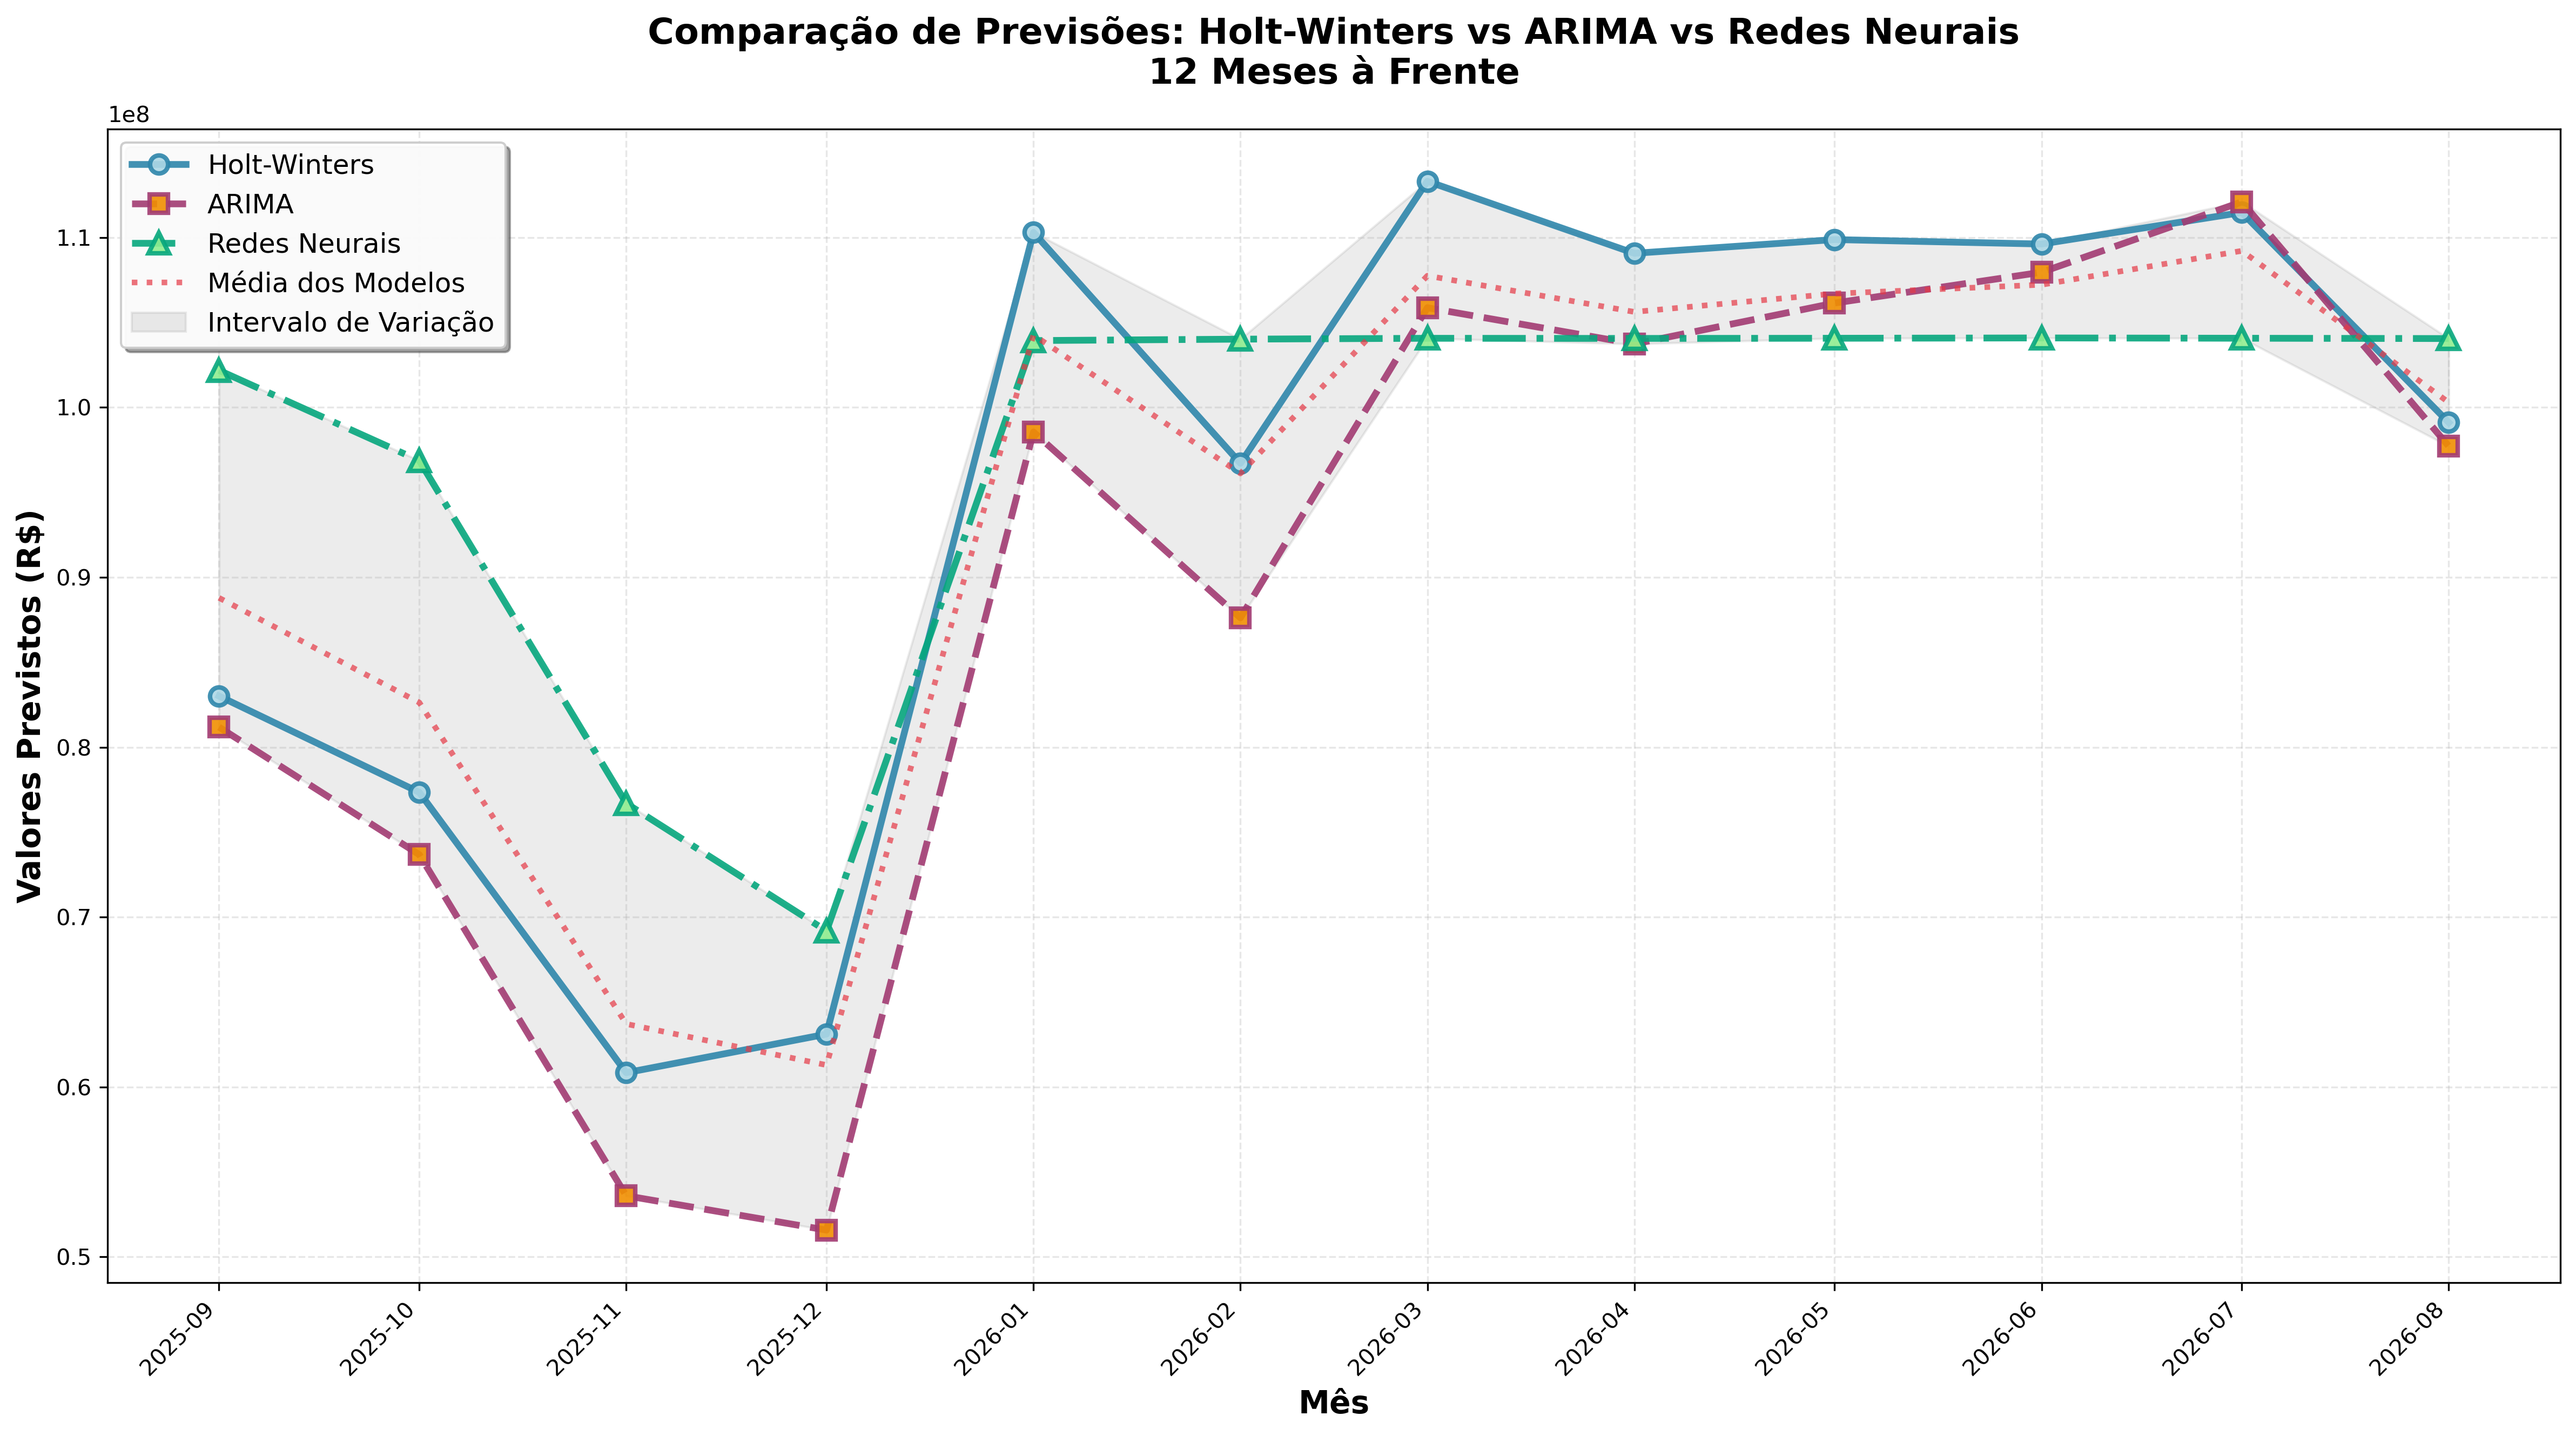 Comparação de Previsões: Holt-Winters vs ARIMA vs Redes Neurais
12 Meses à Frente
1e8
Holt-Winters
ARIMA
Redes Neurais
Média dos Modelos
Intervalo de Variação
1.1
1.0
0.9
0.8
0.7
0.6
0.5
Valores Previstos (R$)
2025-09
2025-10
2025-11
2025-12
2026-01
2026-02
2026-03
2026-04
2026-05
2026-06
2026-07
2026-08
Mês